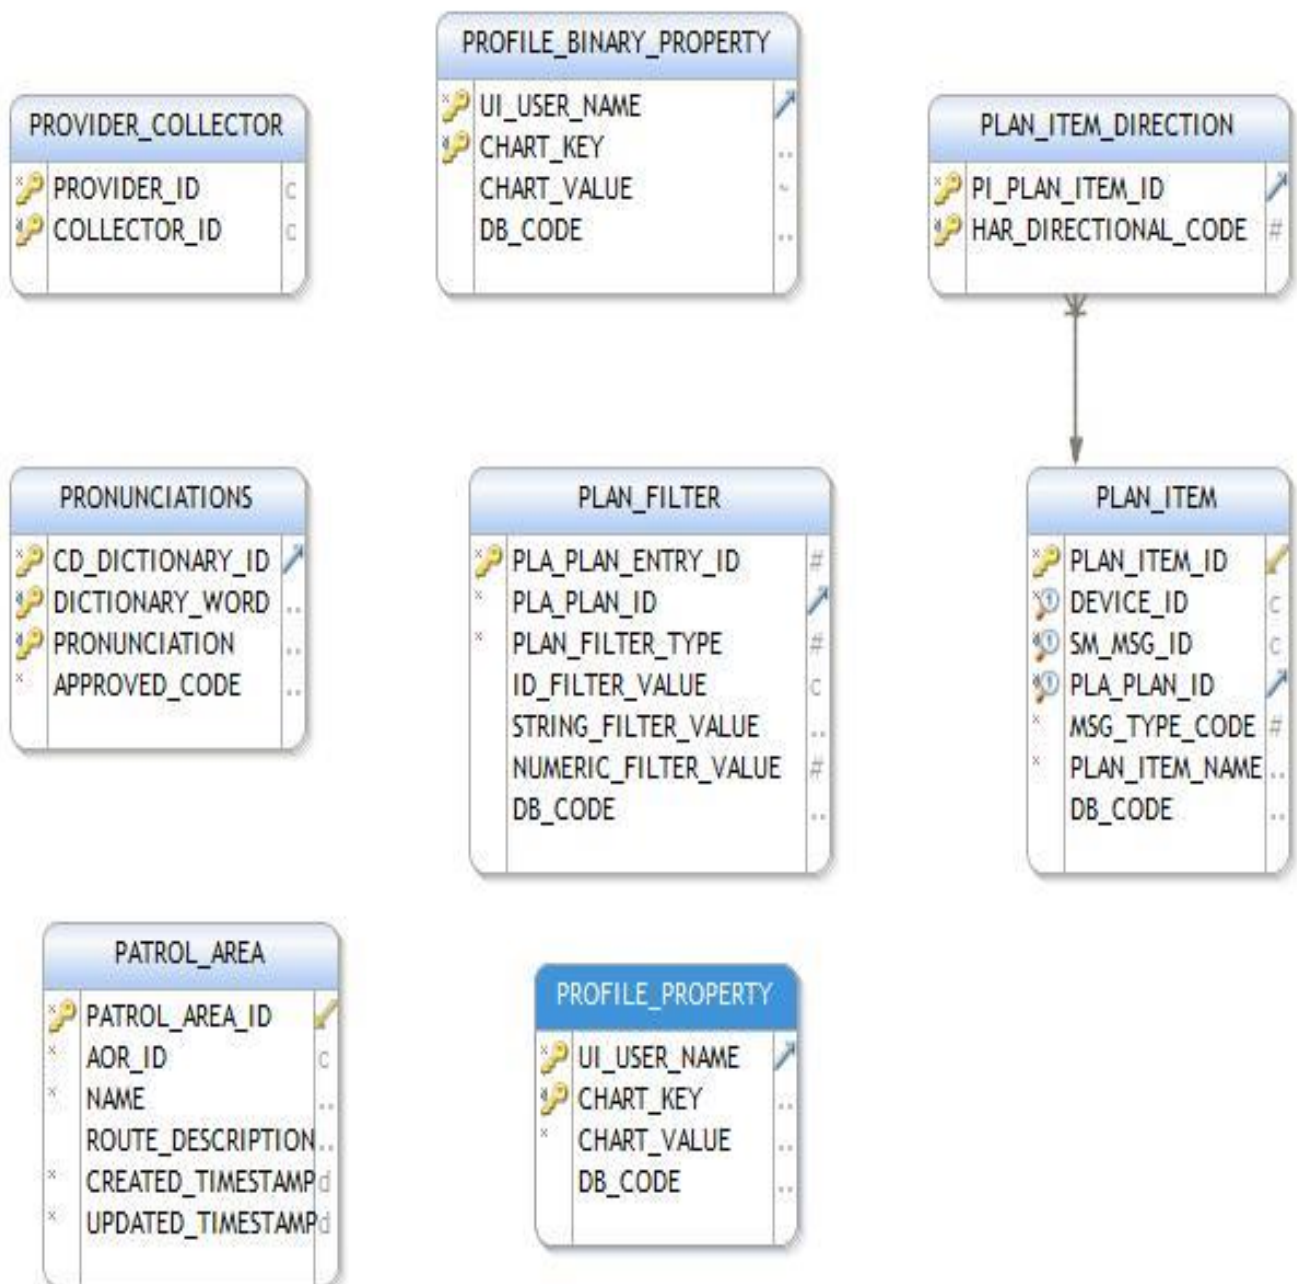 PROVIDER_COLLECTOR
PROVIDER_ID c
COLLECTOR_ID c
PROFILE_BINARY_PROPERTY
UI_USER_NAME
CHART_KEY ..
CHART_VALUE ~
DB_CODE ..
PLAN_ITEM_DIRECTION
PI_PLAN_ITEM_ID
HAR_DIRECTIONAL_CODE #
PRONUNCIATIONS
CD_DICTIONARY_ID
DICTIONARY_WORD ..
PRONUNCIATION ..
APPROVED_CODE ..
PLAN_FILTER
PLA_PLAN_ENTRY_ID #
PLA_PLAN_ID
PLAN_FILTER_TYPE #
ID_FILTER_VALUE c
STRING_FILTER_VALUE ..
NUMERIC_FILTER_VALUE #
DB_CODE ..
PLAN_ITEM
PLAN_ITEM_ID
DEVICE_ID c
SM_MSG_ID c
PLA_PLAN_ID
MSG_TYPE_CODE #
PLAN_ITEM_NAME ..
DB_CODE ..
PATROL_AREA
PATROL_AREA_ID
AOR_ID c
NAME ..
ROUTE_DESCRIPTION ..
CREATED_TIMESTAMP d
UPDATED_TIMESTAMP d
PROFILE_PROPERTY
UI_USER_NAME
CHART_KEY ..
CHART_VALUE ..
DB_CODE ..